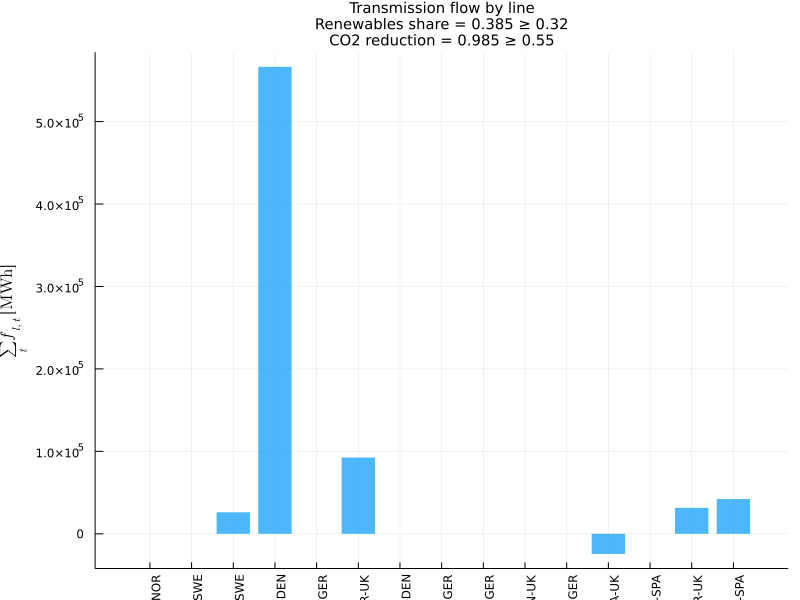 Transmission flow by line
Renewables share = 0.385 ≥ 0.32
CO2 reduction = 0.985 ≥ 0.55
5.0×10⁵
4.0×10⁵
3.0×10⁵
2.0×10⁵
1.0×10⁵
0
∑ₜ f_{l,t} [MWh]
NOR
SWE
SWE
DEN
GER
R-UK
DEN
GER
GER
UK
GER
A-UK
-SPA
R-UK
-SPA